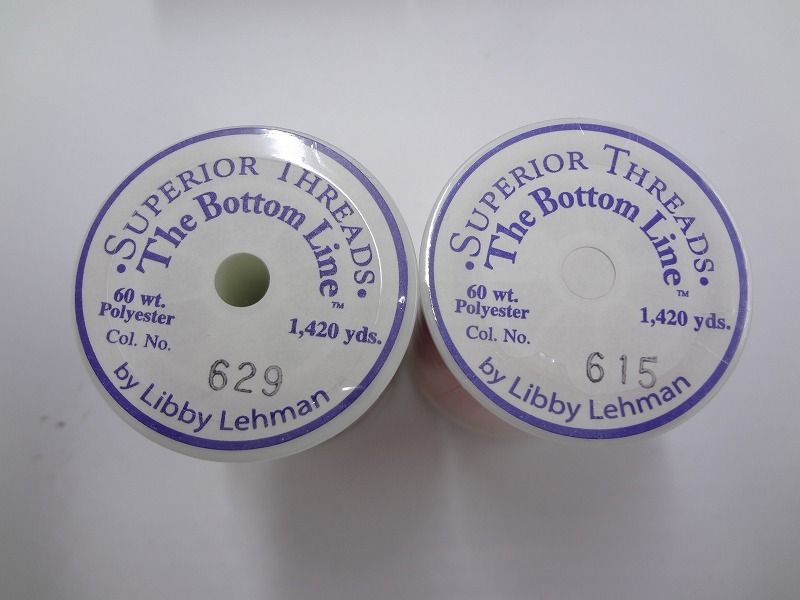 ·SUPERIOR THREADS·
The Bottom Line™
60 wt.
Polyester
1,420 yds.
Col. No.
629
by Libby Lehman
·SUPERIOR THREADS·
The Bottom Line™
60 wt.
Polyester
1,420 yds.
Col. No.
615
by Libby Lehman